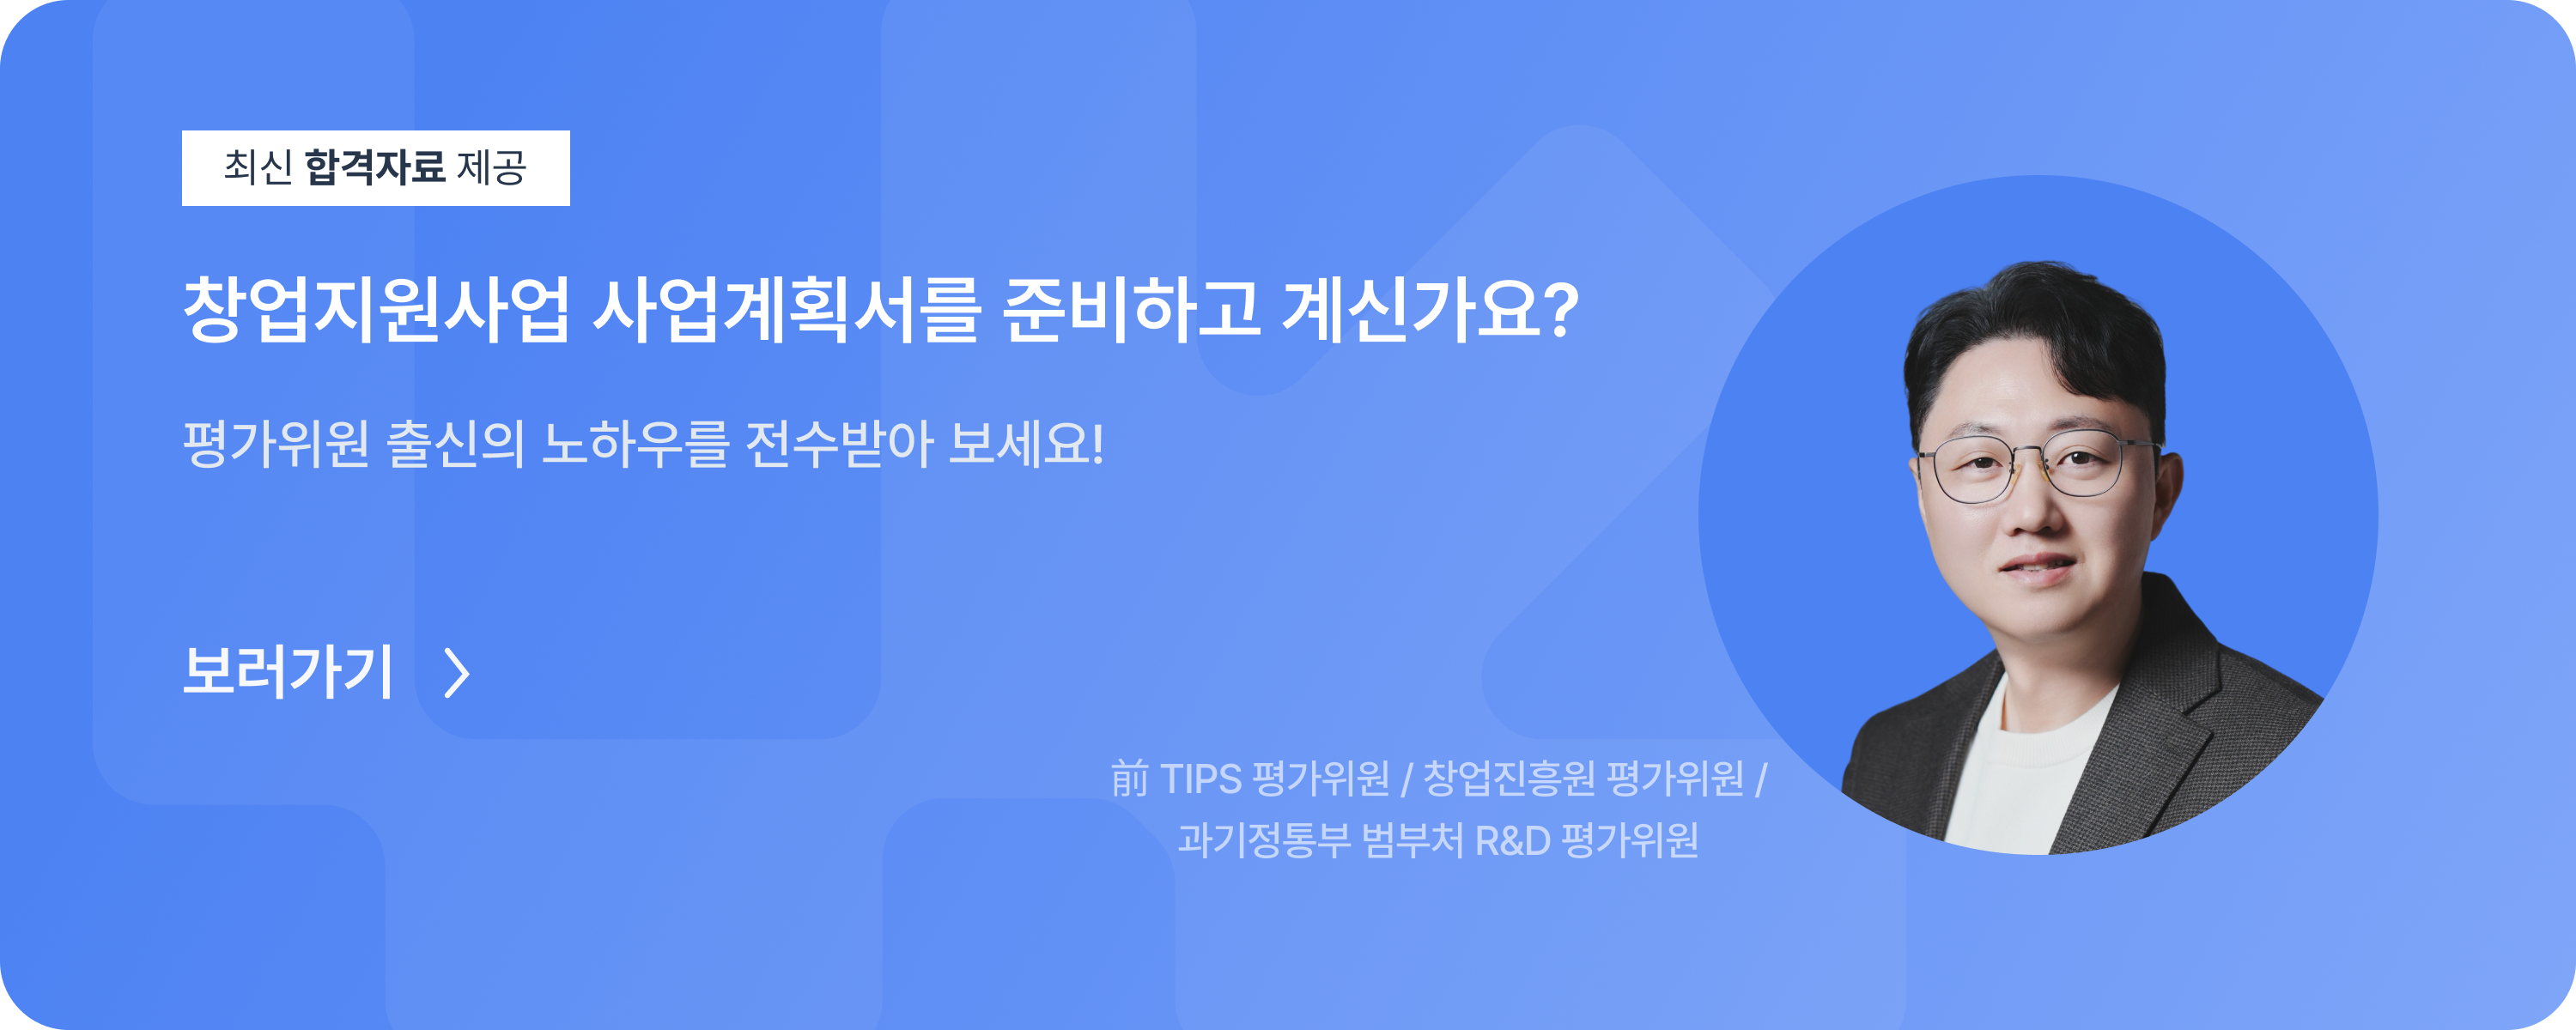 최신 합격자료 제공
창업지원사업 사업계획서를 준비하고 계신가요?
평가위원 출신의 노하우를 전수받아 보세요!
보러가기
前 TIPS 평가위원 / 창업진흥원 평가위원 /
과기정통부 범부처 R&D 평가위원